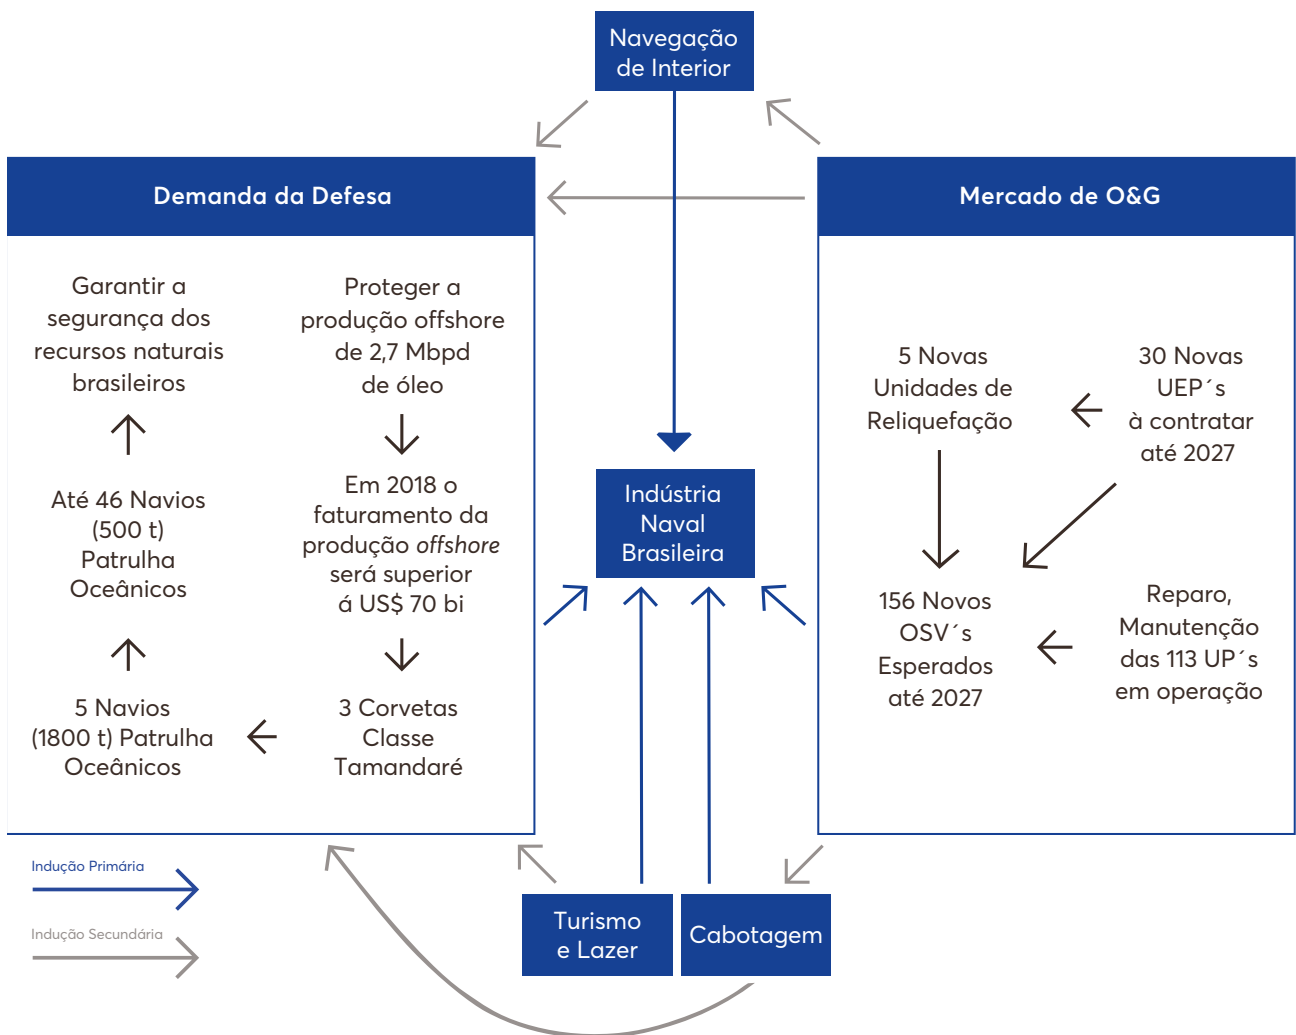 Navegação
de Interior
Demanda da Defesa
Mercado de O&G
Garantir a
segurança dos
recursos naturais
brasileiros
Proteger a
produção offshore
de 2,7 Mbpd
de óleo
Até 46 Navios
(500 t)
Patrulha
Oceânicos
Em 2018 o
faturamento da
produção offshore
será superior
á US$ 70 bi
5 Navios
(1800 t) Patrulha
Oceânicos
3 Corvetas
Classe
Tamandaré
Indústria
Naval
Brasileira
5 Novas
Unidades de
Reliquefação
30 Novas
UEP´s
à contratar
até 2027
156 Novos
OSV´s
Esperados
até 2027
Reparo,
Manutenção
das 113 UP´s
em operação
Indução Primária
Indução Secundária
Turismo
e Lazer
Cabotagem